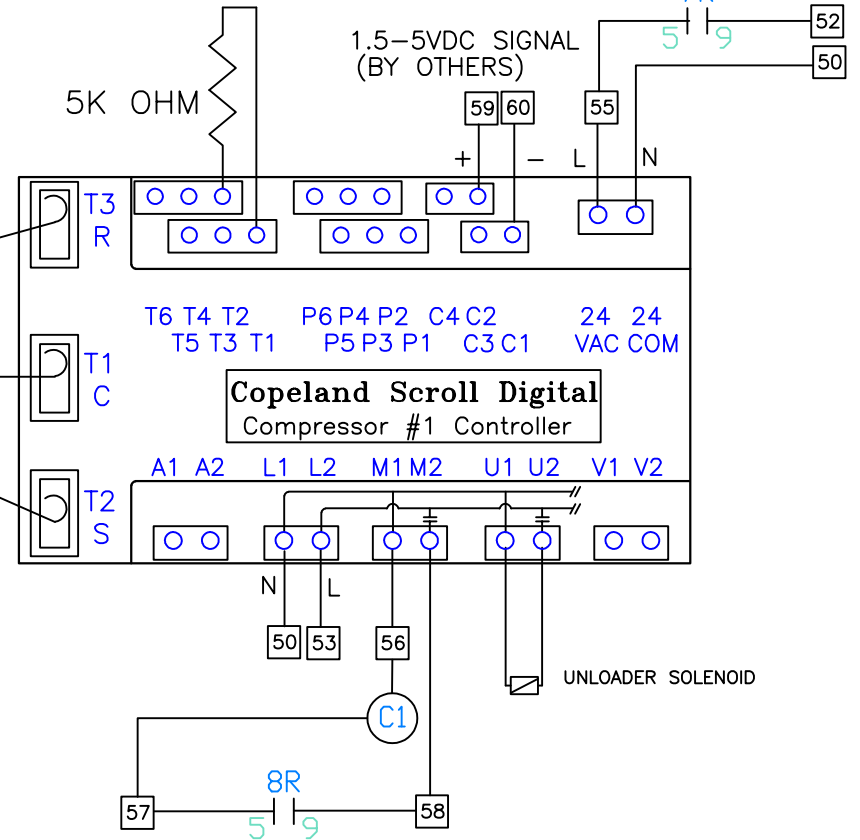 1.5-5VDC SIGNAL
(BY OTHERS)
5 9
52
50
5K OHM
59 60
55
+ - L N
T3
R
T6 T4 T2
T5 T3 T1
P6 P4 P2
P5 P3 P1
C4 C2
C3 C1
24 24
VAC COM
T1
C
Copeland Scroll Digital
Compressor #1 Controller
A1 A2 L1 L2 M1 M2 U1 U2 V1 V2
T2
S
N L
50 53 56
UNLOADER SOLENOID
C1
8R
57 58
5 9